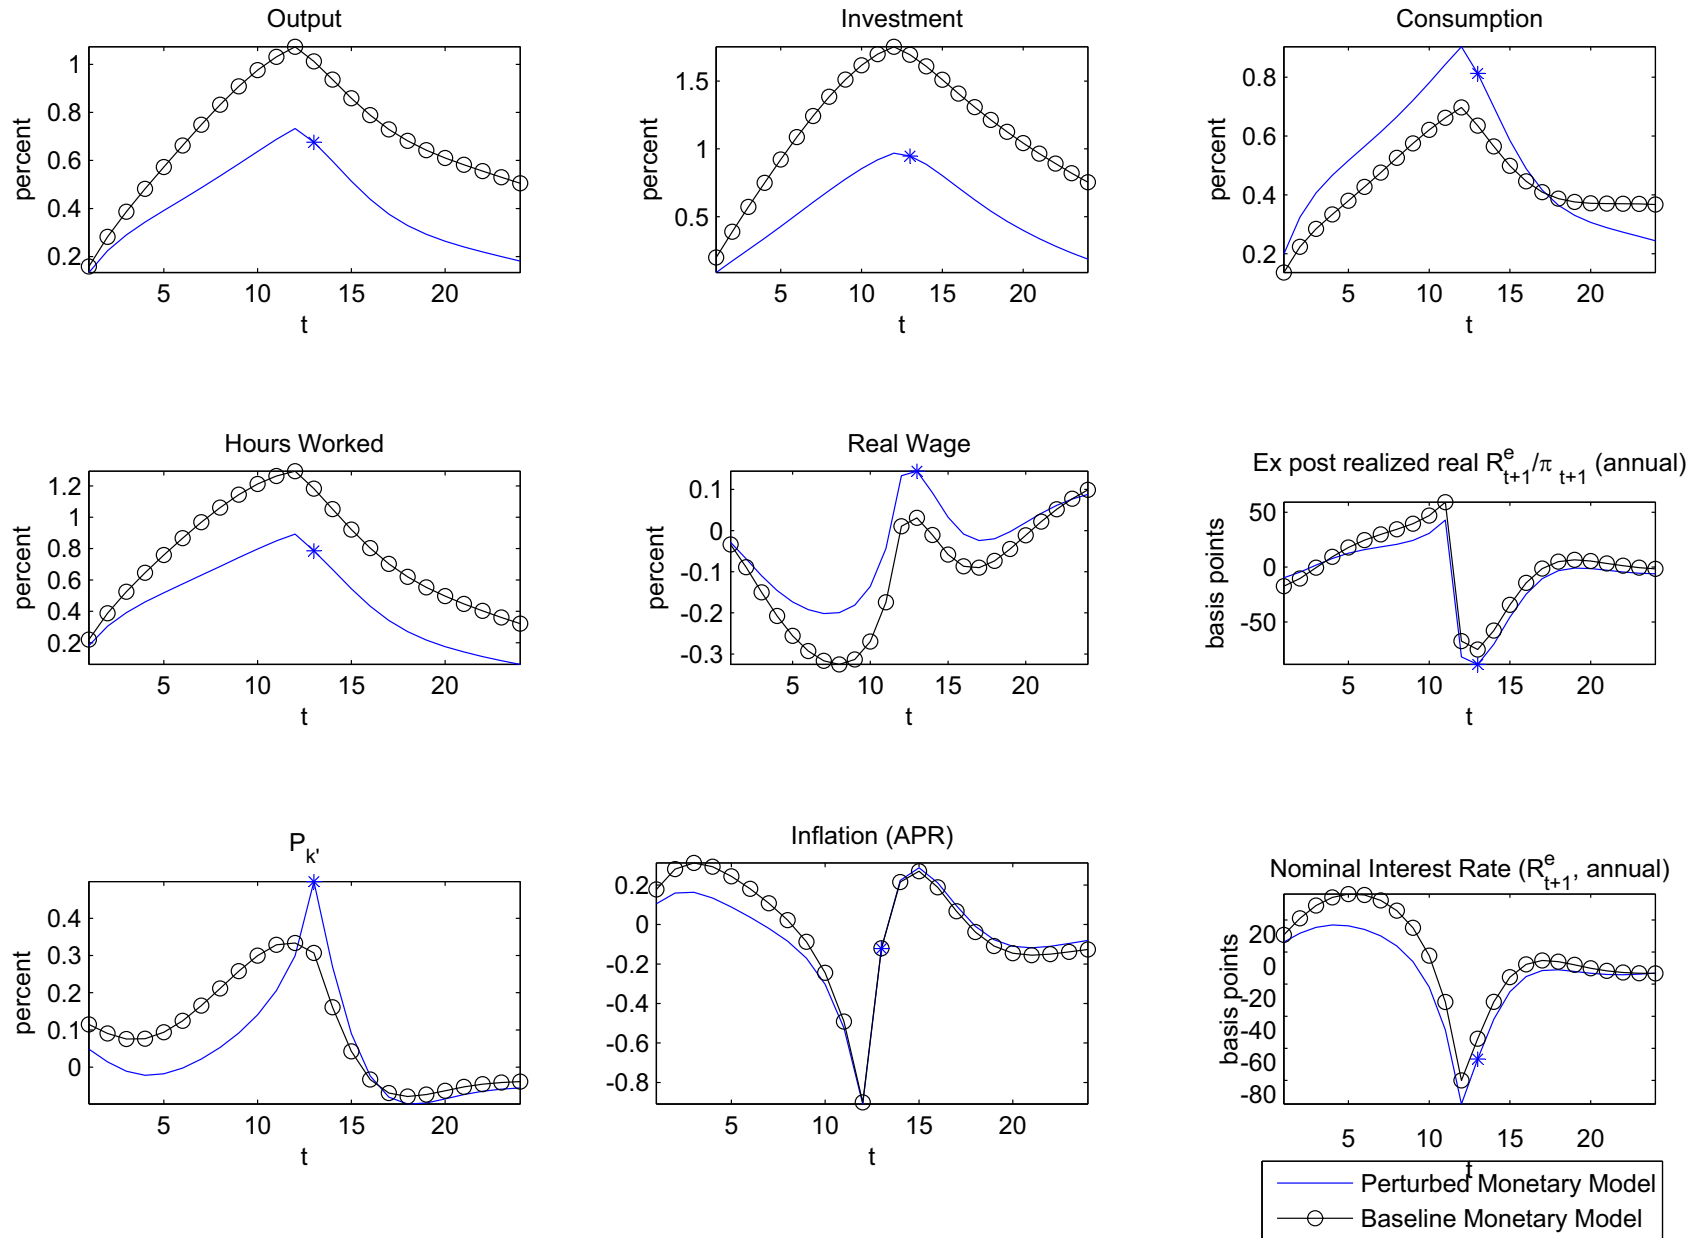 Output
percent
1
0.8
0.6
0.4
0.2
5 10 15 20
t
Investment
percent
1.5
1
0.5
5 10 15 20
t
Consumption
percent
0.8
0.6
0.4
0.2
5 10 15 20
t
Hours Worked
percent
1.2
1
0.8
0.6
0.4
0.2
5 10 15 20
t
Real Wage
percent
0.1
0
-0.1
-0.2
-0.3
5 10 15 20
t
Ex post realized real R^e_{t+1}/π_{t+1} (annual)
basis points
50
0
-50
5 10 15 20
t
P_{k'}
percent
0.4
0.3
0.2
0.1
0
5 10 15 20
t
Inflation (APR)
0.2
0
-0.2
-0.4
-0.6
-0.8
5 10 15 20
t
Nominal Interest Rate (R^e_{t+1}, annual)
basis points
20
0
-20
-40
-60
-80
5 10 15 20
t
Perturbed Monetary Model
Baseline Monetary Model